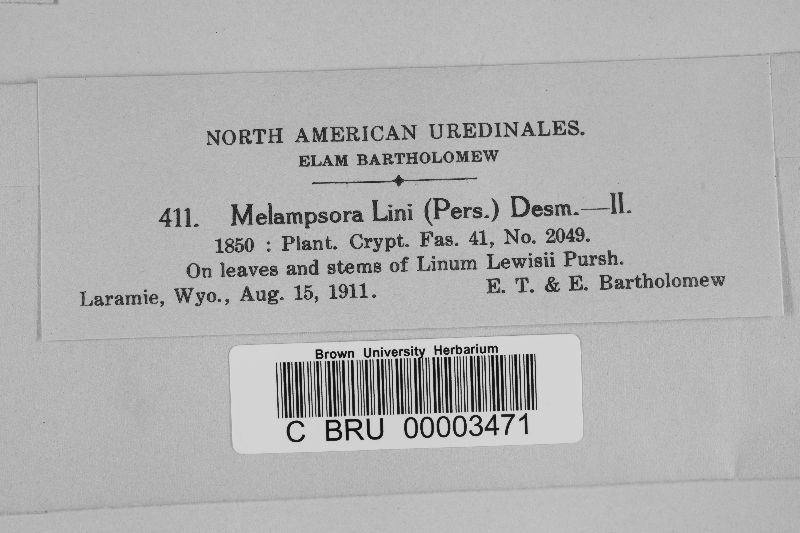 NORTH AMERICAN UREDINALES.
ELAM BARTHOLOMEW
411. Melampsora Lini (Pers.) Desm.—II.
1850 : Plant. Crypt. Fas. 41, No. 2049.
On leaves and stems of Linum Lewisii Pursh.
Laramie, Wyo., Aug. 15, 1911. E. T. & E. Bartholomew
Brown University Herbarium
C BRU 00003471